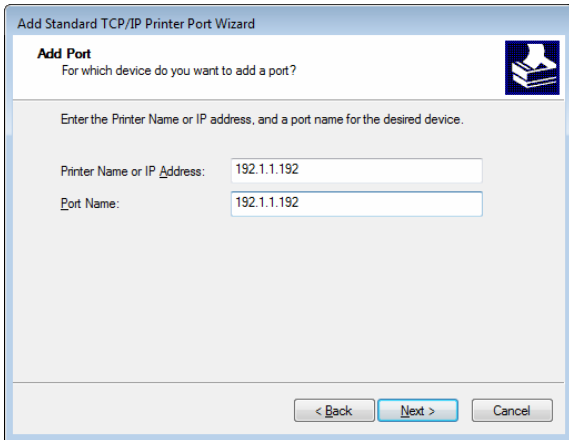 Add Standard TCP/IP Printer Port Wizard
Add Port
For which device do you want to add a port?
Enter the Printer Name or IP address, and a port name for the desired device.
Printer Name or IP Address: 192.1.1.192
Port Name: 192.1.1.192
< Back Next > Cancel